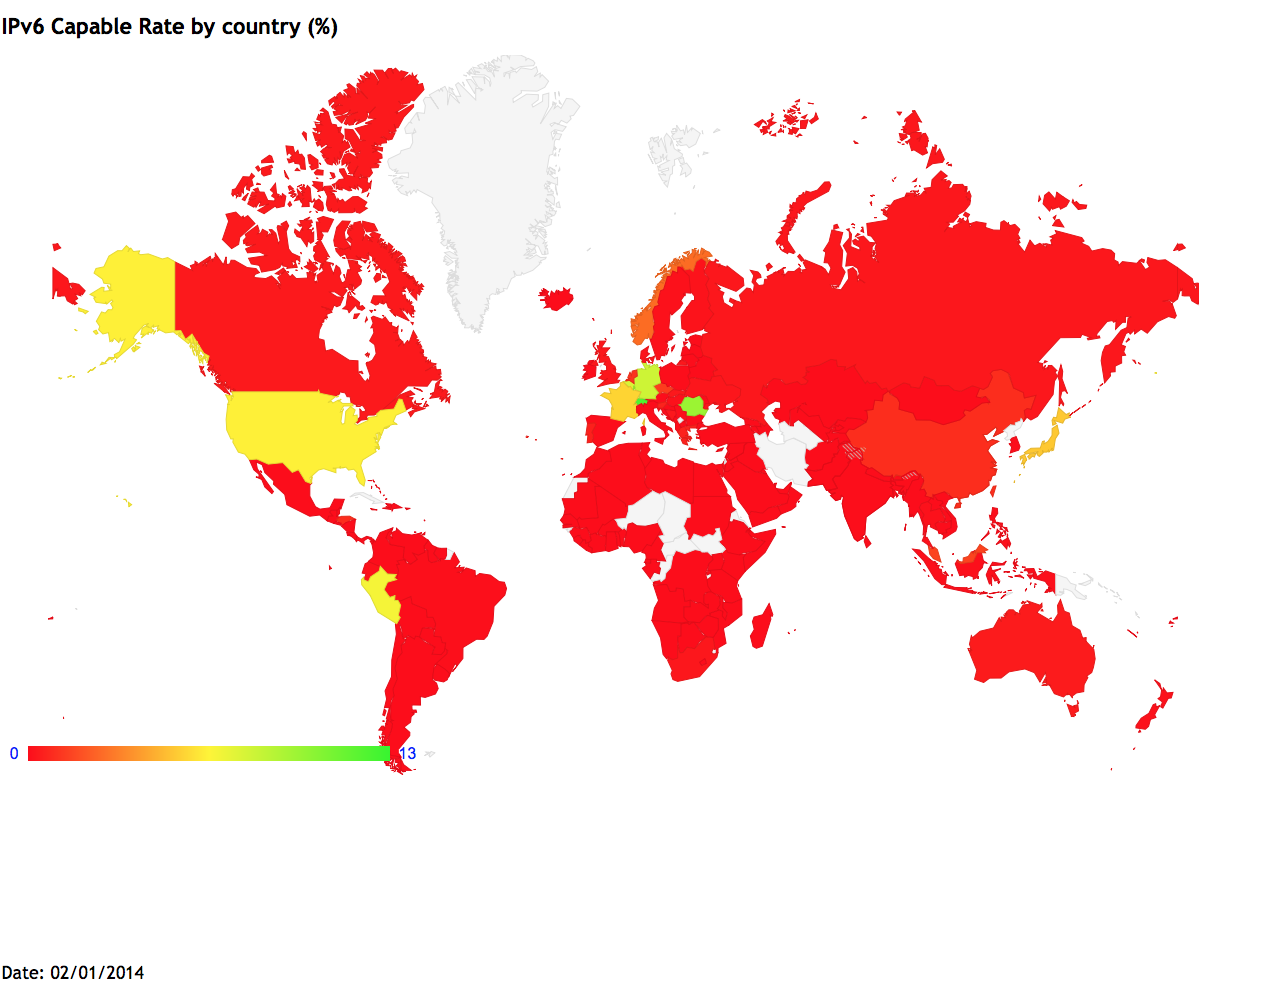 IPv6 Capable Rate by country (%)
0
13
Date: 02/01/2014